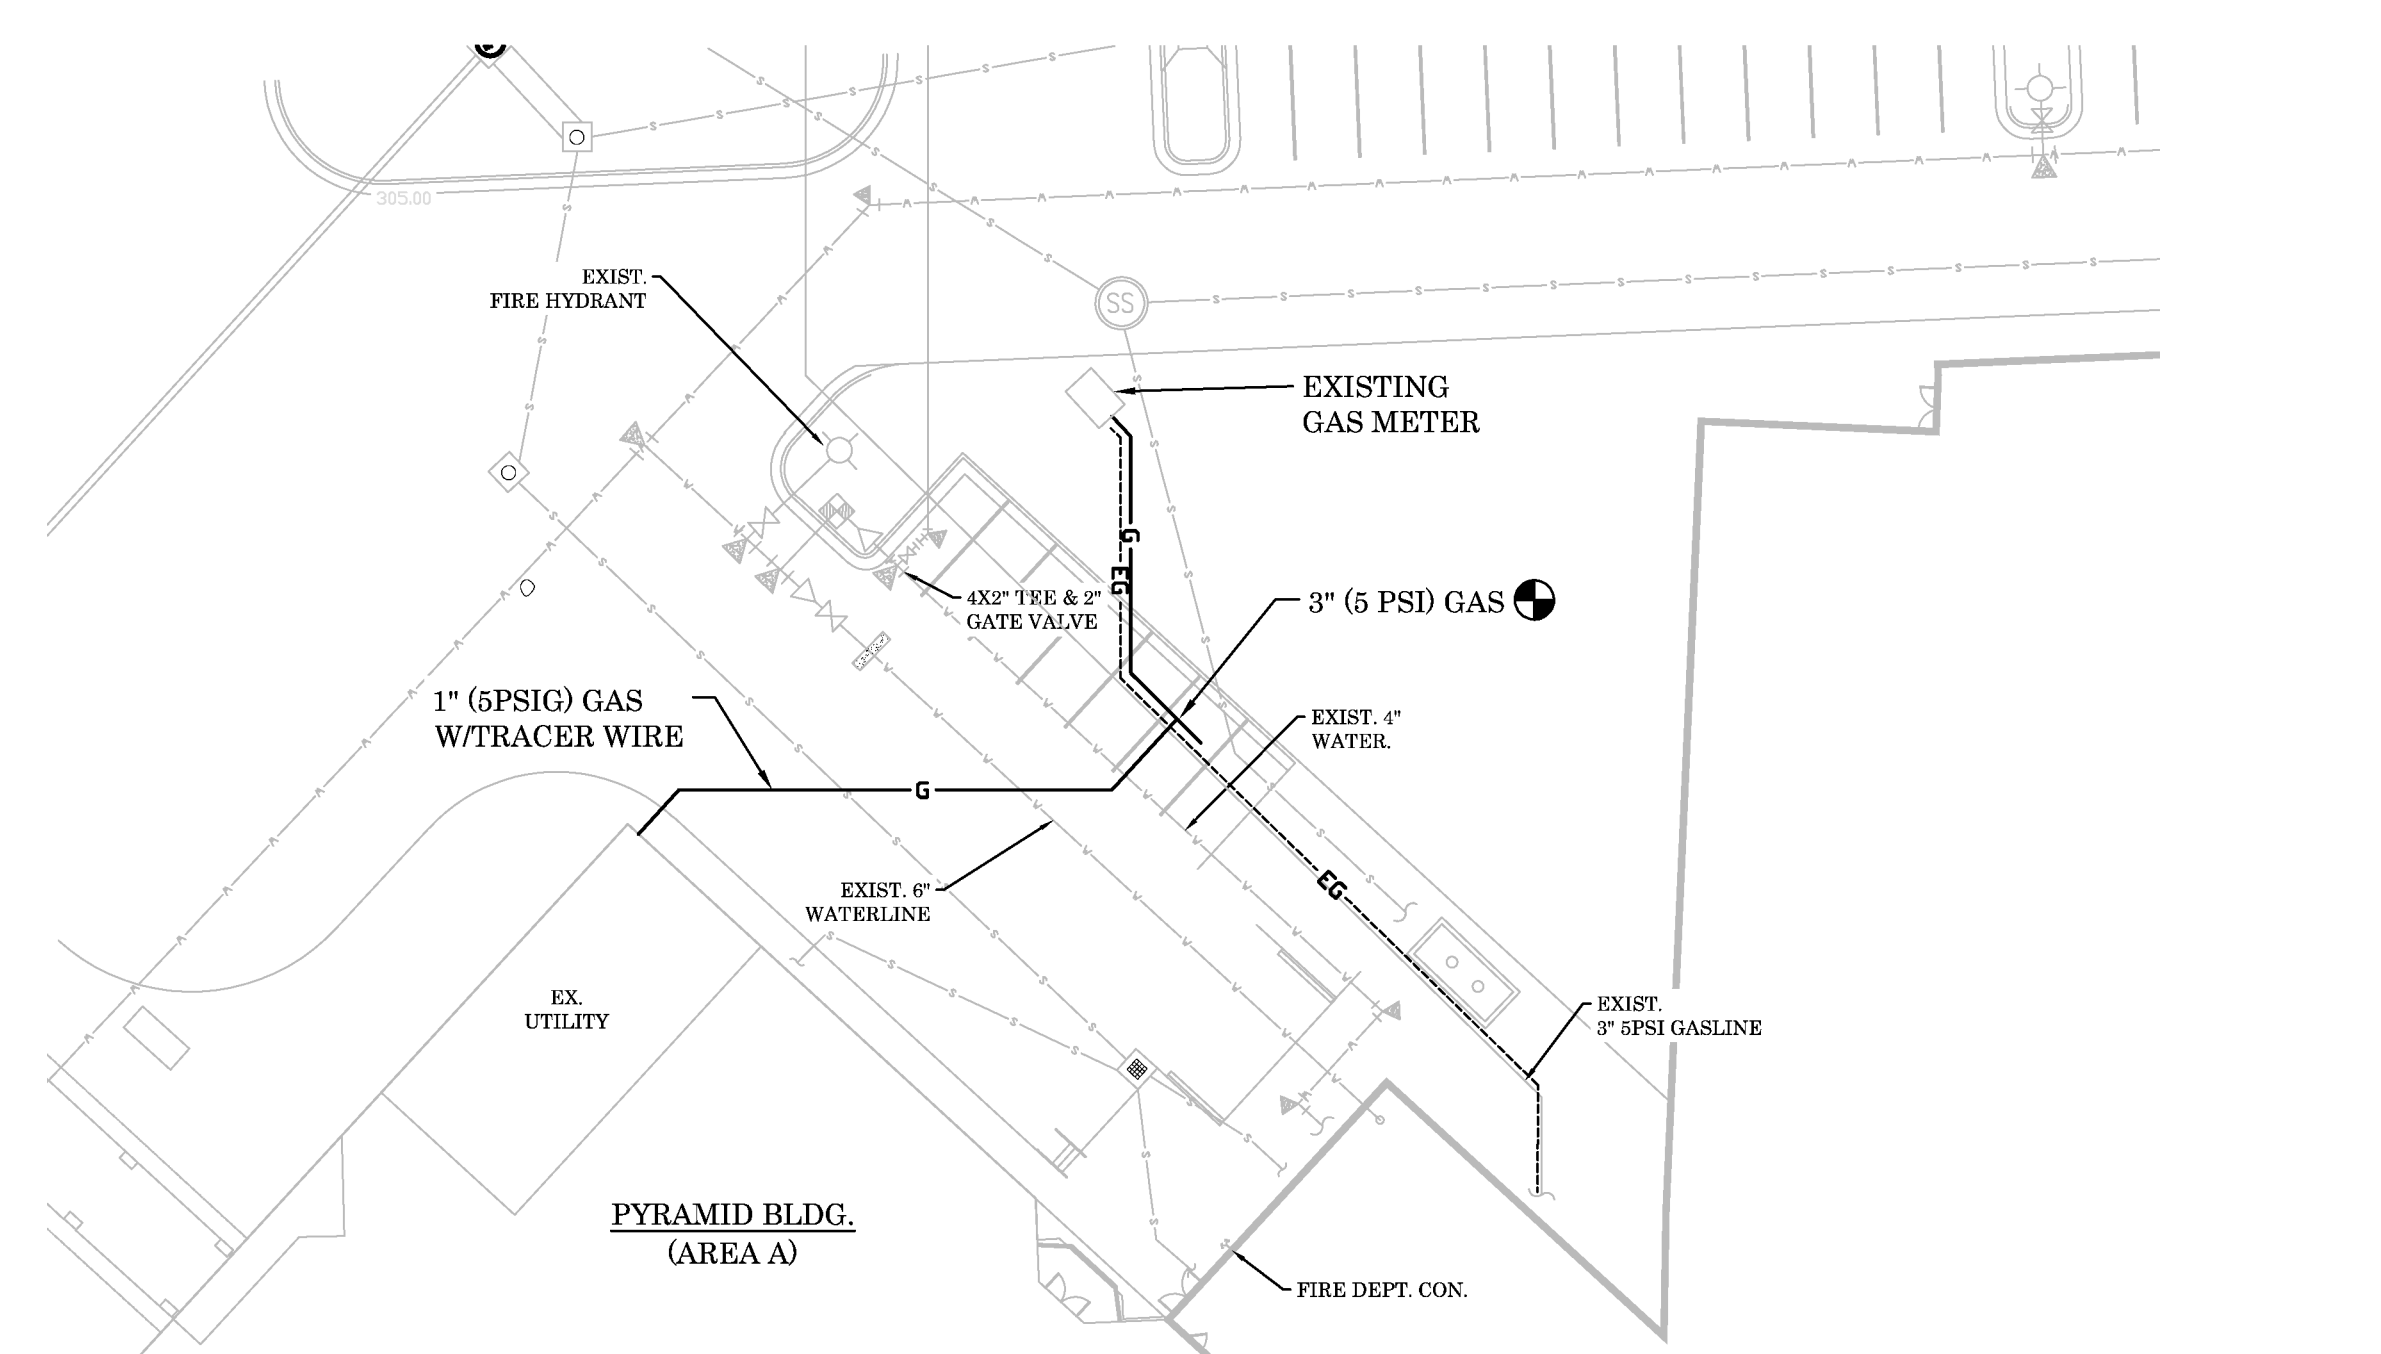 305.00
EXIST.
FIRE HYDRANT
SS
EXISTING
GAS METER
G
EG
4X2" TEE & 2"
GATE VALVE
3" (5 PSI) GAS
1" (5PSIG) GAS
W/TRACER WIRE
EXIST. 4"
WATER.
G
EXIST. 6"
WATERLINE
EG
EX.
UTILITY
EXIST.
3" 5PSI GASLINE
PYRAMID BLDG.
(AREA A)
FIRE DEPT. CON.